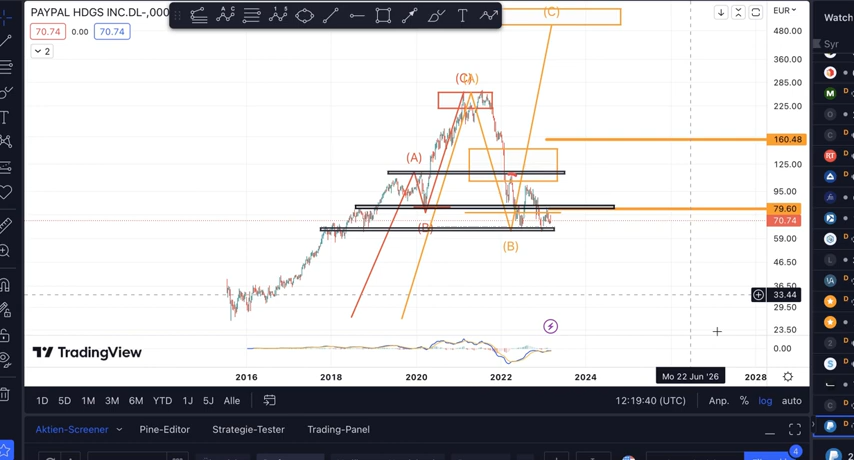 PAYPAL HDGS INC.DL-,000
70.74 0.00 70.74
2
(C)
(C)
(A)
(A)
(B)
(B)
EUR
480.00
360.00
285.00
225.00
160.48
125.00
95.00
79.60
70.74
59.00
46.50
36.50
33.44
29.50
23.50
0.00
TradingView
2016 2018 2020 2022 2024 Mo 22 Jun '26 2028
1D 5D 1M 3M 6M YTD 1J 5J Alle 12:19:40 (UTC) Anp. % log auto
Aktien-Screener Pine-Editor Strategie-Tester Trading-Panel
4
Watch
Syr